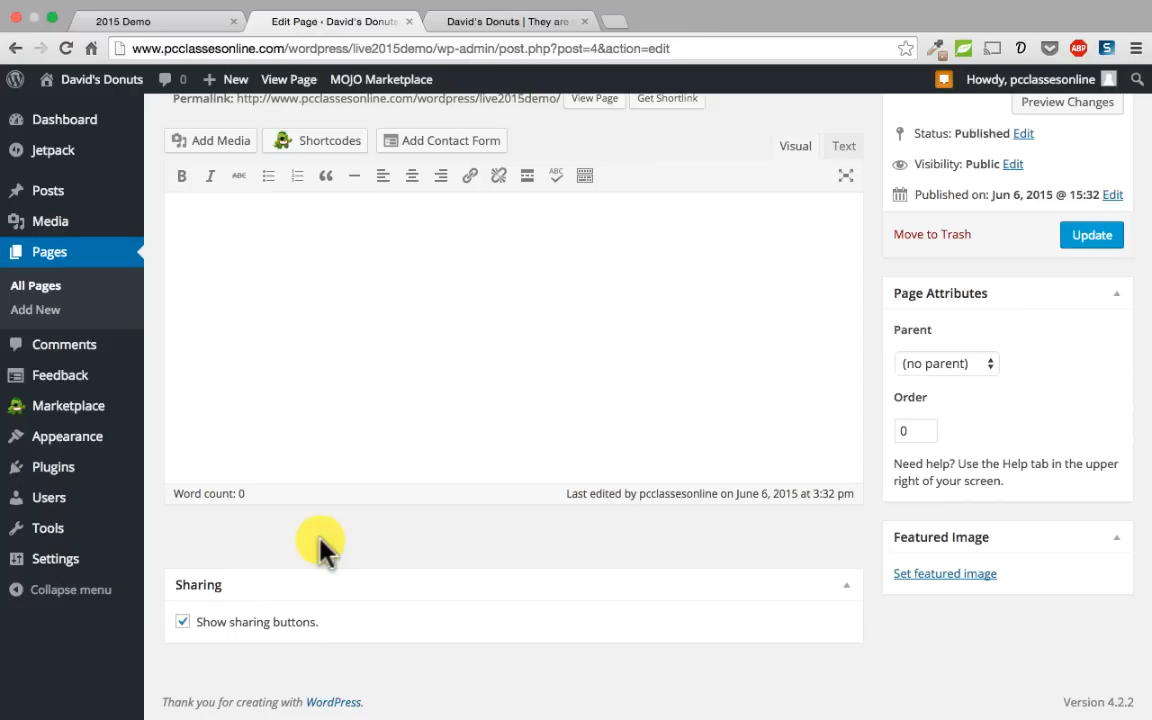 2015 Demo
Edit Page ‹ David's Donuts
David's Donuts | They are
www.pcclassesonline.com/wordpress/live2015demo/wp-admin/post.php?post=4&action=edit
David's Donuts 0 New View Page MOJO Marketplace Howdy, pcclassesonline
Permalink: http://www.pcclassesonline.com/wordpress/live2015demo/ View Page Get Shortlink
Add Media Shortcodes Add Contact Form Visual Text
B I ABC ABC
Word count: 0 Last edited by pcclassesonline on June 6, 2015 at 3:32 pm
Sharing
Show sharing buttons.
Thank you for creating with WordPress. Version 4.2.2
Dashboard
Jetpack
Posts
Media
Pages
All Pages
Add New
Comments
Feedback
Marketplace
Appearance
Plugins
Users
Tools
Settings
Collapse menu
Preview Changes
Status: Published Edit
Visibility: Public Edit
Published on: Jun 6, 2015 @ 15:32 Edit
Move to Trash Update
Page Attributes
Parent
(no parent)
Order
0
Need help? Use the Help tab in the upper
right of your screen.
Featured Image
Set featured image